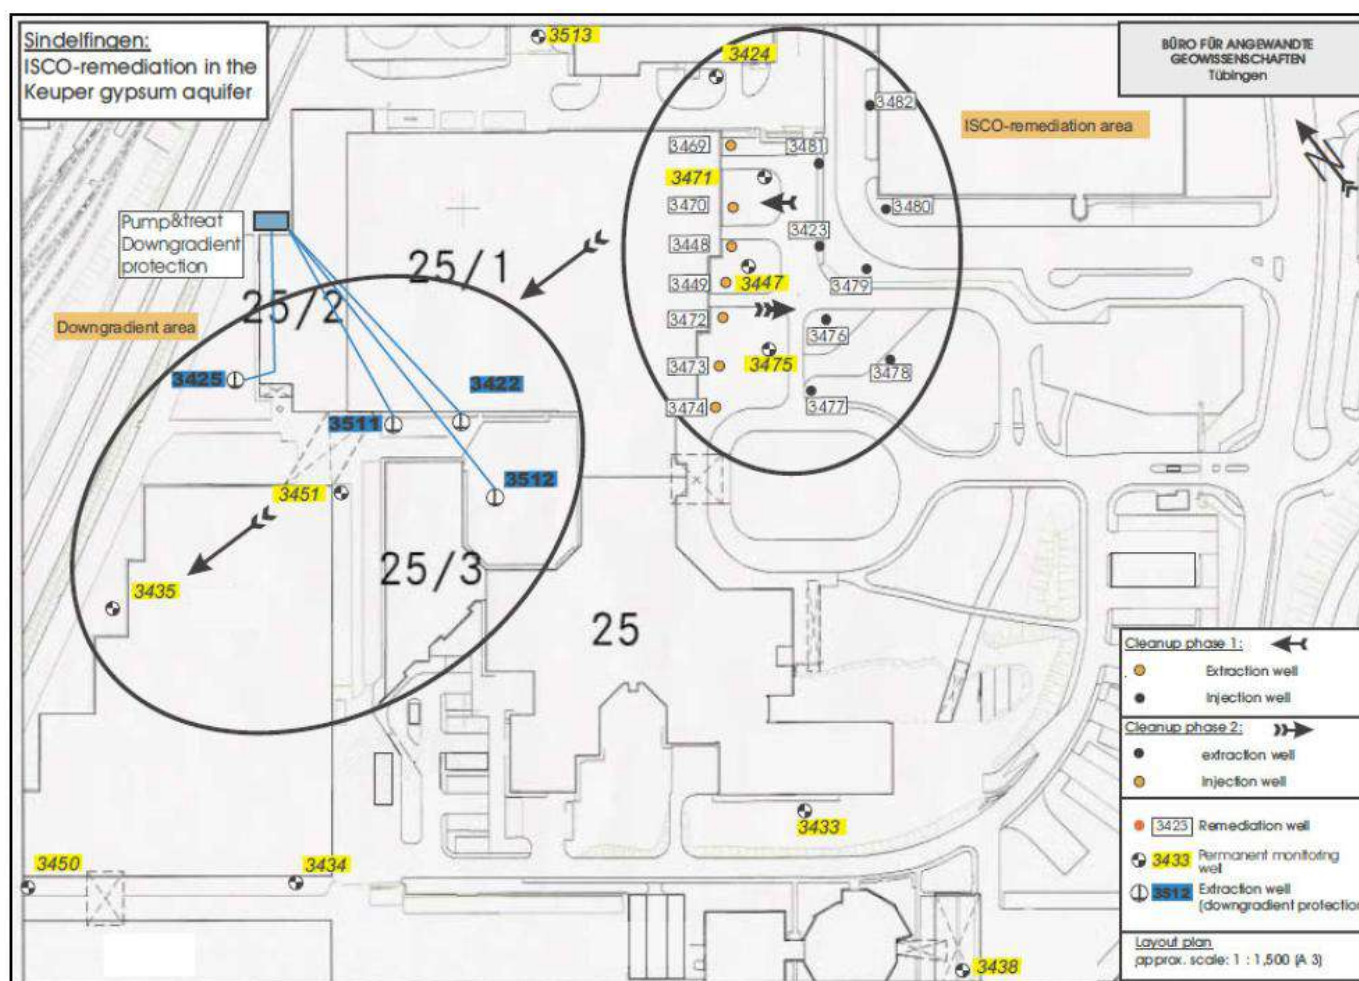 Sindelfingen:
ISCO-remediation in the
Keuper gypsum aquifer
3513
3424
BÜRO FÜR ANGEWANDTE
GEOWISSENSCHAFTEN
Tübingen
3482
ISCO-remediation area
3469
3481
3471
3470
3480
N
Pump&treat
Downgradient
protection
3448
3423
25/1
3449
3447
3479
25/2
Downgradient area
3472
3476
3473
3475
3478
3425
3422
3474
3477
3511
3512
3451
25/3
3435
25
Cleanup phase 1:
Extraction well
Injection well
Cleanup phase 2:
extraction well
Injection well
3433
3423 Remediation well
3433 Permanent monitoring
well
3512 Extraction well
(downgradient protection
3450
3434
Layout plan
approx. scale: 1 : 1,500 (A 3)
3438